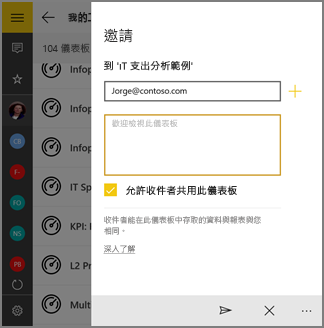 我的工
104 儀表板
Infop
Infop
Infop
IT Sp
KPI: F
L2 Pr
Mult
CB
F-
FO
NS
PB
邀請
到 'iT 支出分析範例'
Jorge@contoso.com
歡迎檢視此儀表板
允許收件者共用此儀表板
收件者能在此儀表板中存取的資料與報表與您
相同。
深入了解